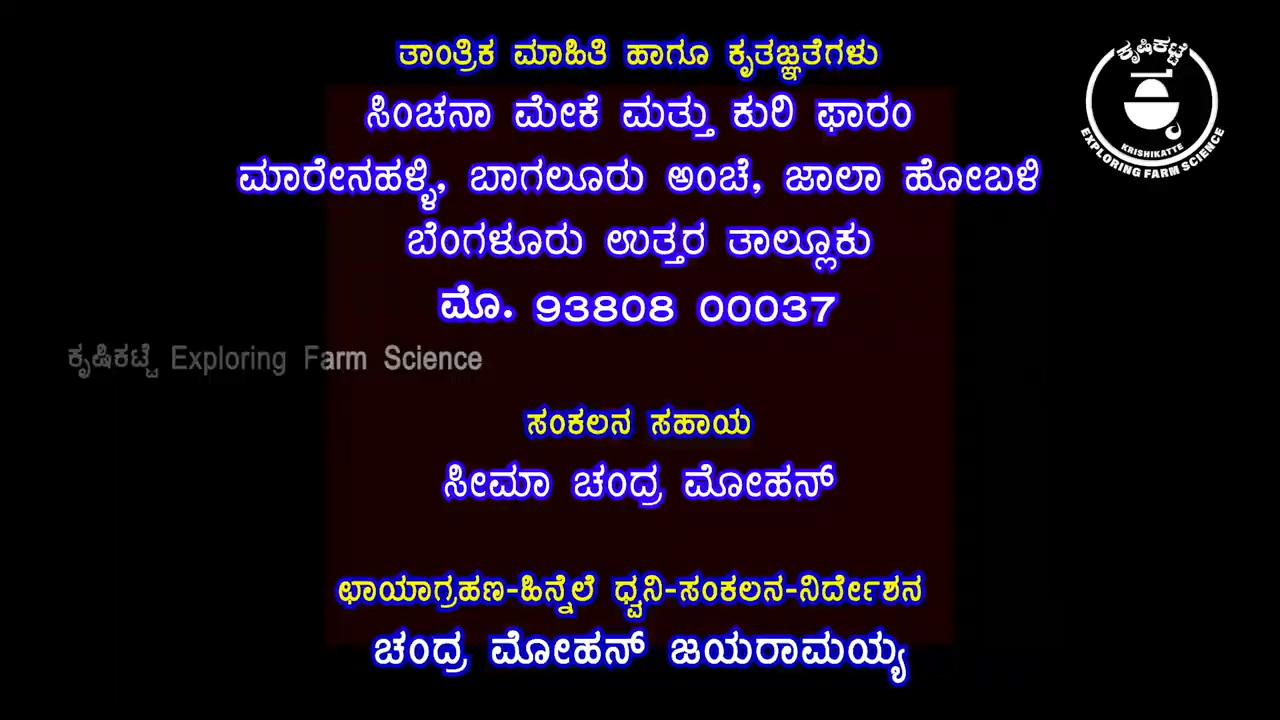 ತಾಂತ್ರಿಕ ಮಾಹಿತಿ ಹಾಗೂ ಕೃತಜ್ಞತೆಗಳು
ಸಿಂಚನಾ ಮೇಕೆ ಮತ್ತು ಕುರಿ ಫಾರಂ
ಮಾರೇನಹಳ್ಳಿ, ಬಾಗಲೂರು ಅಂಚೆ, ಜಾಲಾ ಹೋಬಳಿ
ಬೆಂಗಳೂರು ಉತ್ತರ ತಾಲ್ಲೂಕು
ಮೊ. 93808 00037
ಕೃಷಿಕಟ್ಟೆ Exploring Farm Science
ಸಂಕಲನ ಸಹಾಯ
ಸೀಮಾ ಚಂದ್ರ ಮೋಹನ್
ಛಾಯಾಗ್ರಹಣ-ಹಿನ್ನೆಲೆ ಧ್ವನಿ-ಸಂಕಲನ-ನಿರ್ದೇಶನ
ಚಂದ್ರ ಮೋಹನ್ ಜಯರಾಮಯ್ಯ
ಕೃಷಿಕಟ್ಟೆ
KRISHIKATTE
EXPLORING FARM SCIENCE